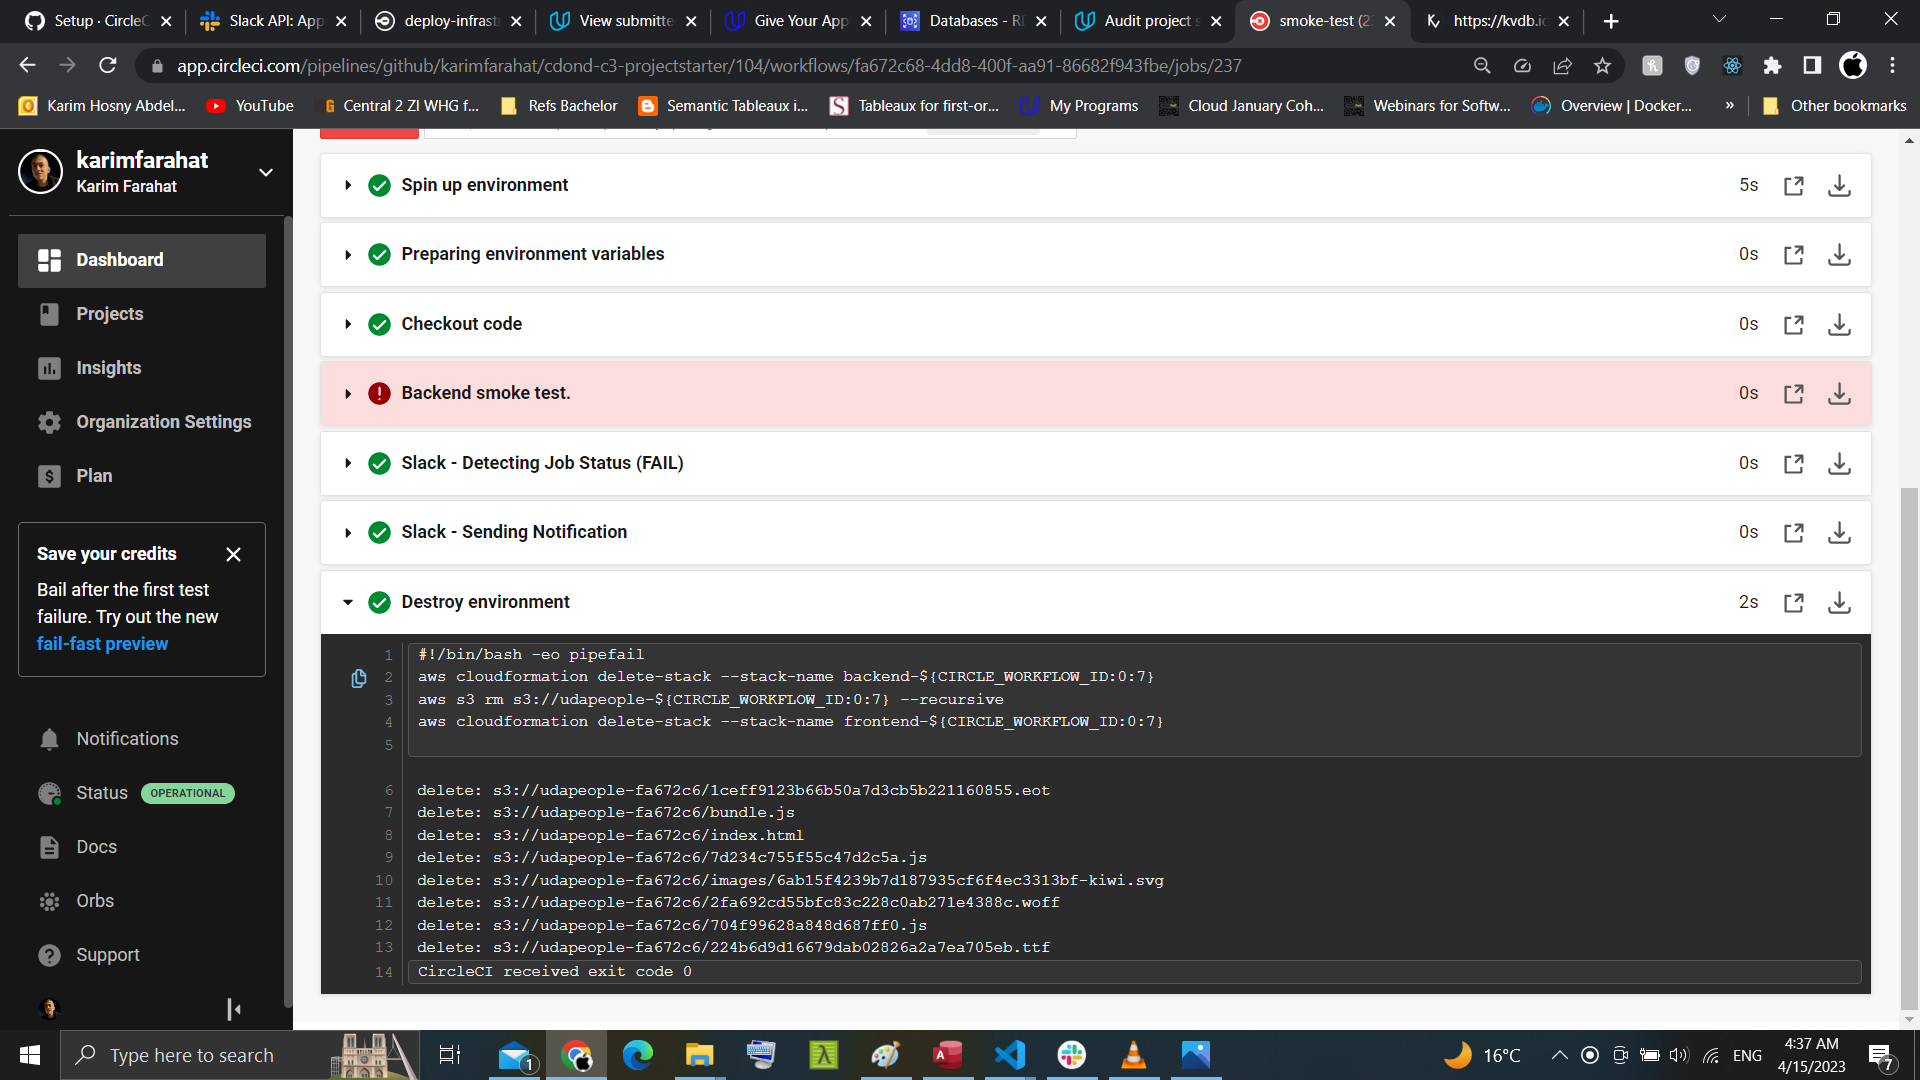 Setup · CircleC
Slack API: App
deploy-infrast
View submitte
Give Your App
Databases - RI
Audit project s
smoke-test (23
https://kvdb.io
app.circleci.com/pipelines/github/karimfarahat/cdond-c3-projectstarter/104/workflows/fa672c68-4dd8-400f-aa91-86682f943fbe/jobs/237
Karim Hosny Abdel...
YouTube
Central 2 ZI WHG f...
Refs Bachelor
Semantic Tableaux i...
Tableaux for first-or...
My Programs
Cloud January Coh...
Webinars for Softw...
Overview | Docker...
»
Other bookmarks
karimfarahat
Karim Farahat
Dashboard
Projects
Insights
Organization Settings
Plan
Save your credits
Bail after the first test
failure. Try out the new
fail-fast preview
Notifications
Status OPERATIONAL
Docs
Orbs
Support
Spin up environment 5s
Preparing environment variables 0s
Checkout code 0s
Backend smoke test. 0s
Slack - Detecting Job Status (FAIL) 0s
Slack - Sending Notification 0s
Destroy environment 2s
1 #!/bin/bash -eo pipefail
2 aws cloudformation delete-stack --stack-name backend-${CIRCLE_WORKFLOW_ID:0:7}
3 aws s3 rm s3://udapeople-${CIRCLE_WORKFLOW_ID:0:7} --recursive
4 aws cloudformation delete-stack --stack-name frontend-${CIRCLE_WORKFLOW_ID:0:7}
5
6 delete: s3://udapeople-fa672c6/1ceff9123b66b50a7d3cb5b221160855.eot
7 delete: s3://udapeople-fa672c6/bundle.js
8 delete: s3://udapeople-fa672c6/index.html
9 delete: s3://udapeople-fa672c6/7d234c755f55c47d2c5a.js
10 delete: s3://udapeople-fa672c6/images/6ab15f4239b7d187935cf6f4ec3313bf-kiwi.svg
11 delete: s3://udapeople-fa672c6/2fa692cd55bfc83c228c0ab271e4388c.woff
12 delete: s3://udapeople-fa672c6/704f99628a848d687ff0.js
13 delete: s3://udapeople-fa672c6/224b6d9d16679dab02826a2a7ea705eb.ttf
14 CircleCI received exit code 0
Type here to search
1
16°C
ENG
4:37 AM
4/15/2023
7